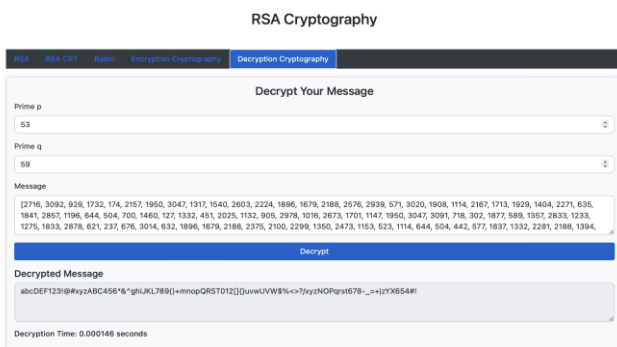 RSA Cryptography
RSA RSA CRT Rabin Encryption Cryptography Decryption Cryptography
Decrypt Your Message
Prime p
53
Prime q
59
Message
[2716, 3092, 929, 1732, 174, 2157, 1950, 3047, 1317, 1540, 2603, 2224, 1896, 1679, 2188, 2576, 2939, 571, 3020, 1908, 1114, 2167, 1713, 1929, 1404, 2271, 635,
1841, 2857, 1196, 644, 504, 700, 1460, 127, 1332, 451, 2025, 1132, 905, 2978, 1016, 2673, 1701, 1147, 1950, 3047, 3091, 718, 302, 1877, 589, 1357, 2833, 1233,
1275, 1833, 2878, 621, 237, 676, 3014, 632, 1896, 1679, 2188, 2375, 2100, 2299, 1350, 2473, 1153, 523, 1114, 644, 504, 442, 577, 1837, 1332, 2281, 2188, 1394,
Decrypt
Decrypted Message
abcDEF123!@#xyzABC456*&^ghiJKL789()+mnopQRST012[]{}uvwUVW$%<>?/xyzNOPqrst678-_=+|zYX654#!
Decryption Time: 0.000146 seconds